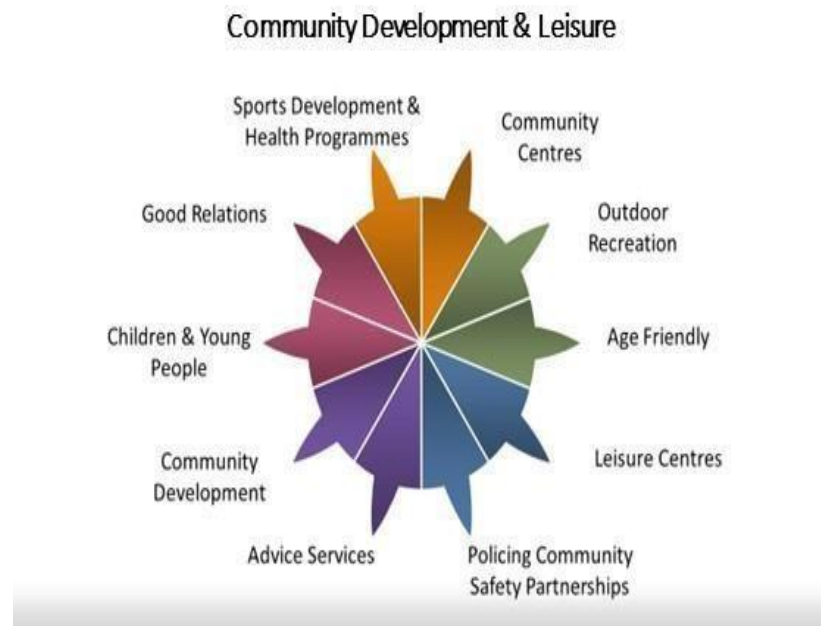 Community Development & Leisure
Sports Development &
Health Programmes
Community
Centres
Good Relations
Outdoor
Recreation
Children & Young
People
Age Friendly
Community
Development
Leisure Centres
Advice Services
Policing Community
Safety Partnerships